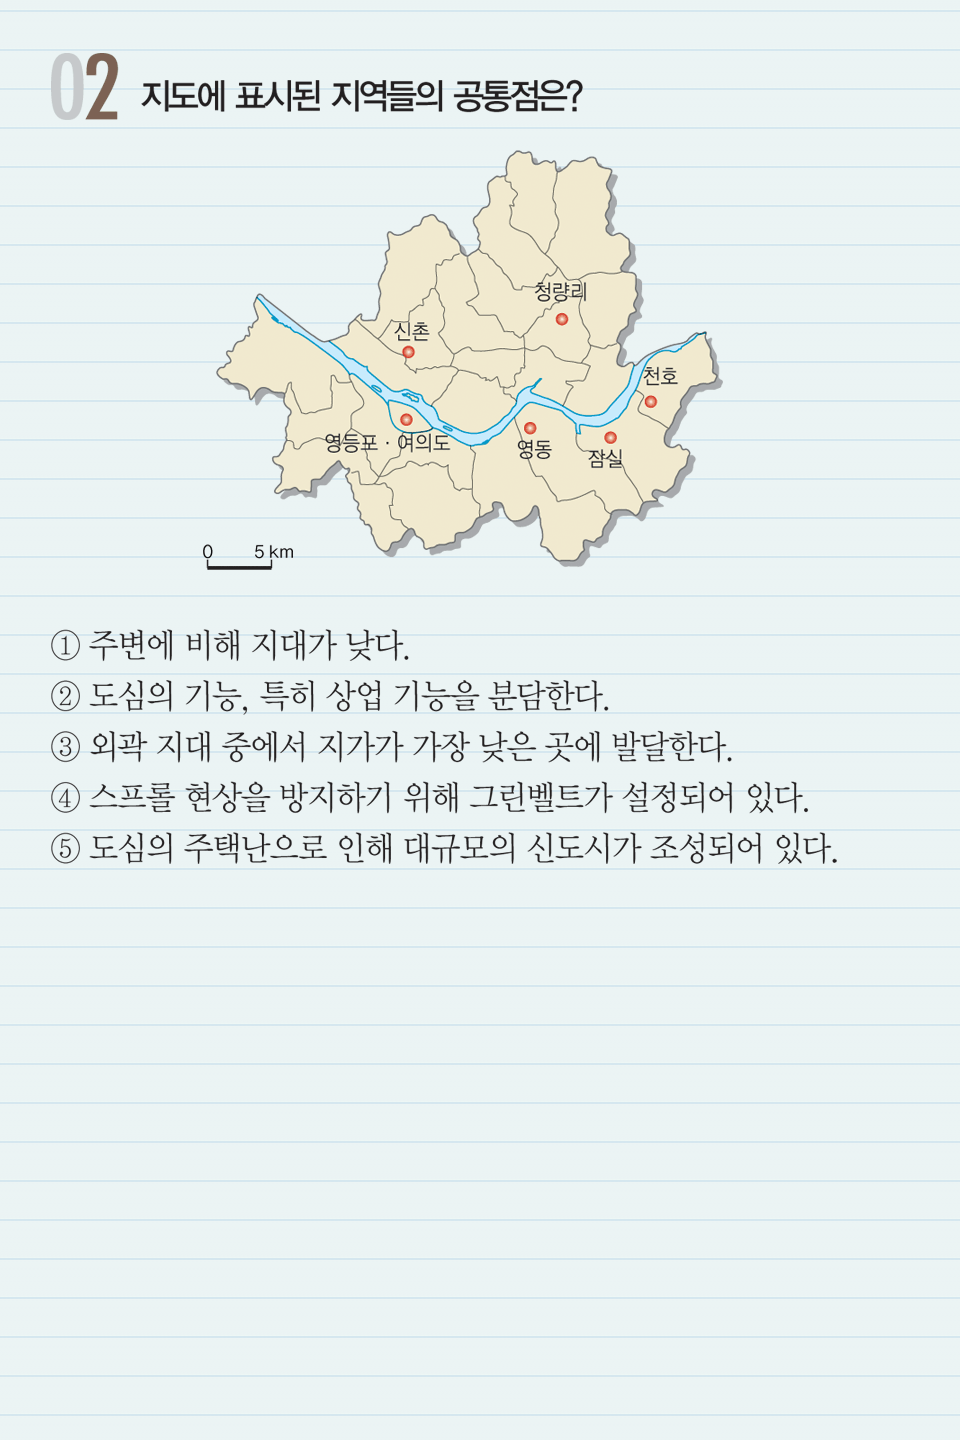 02 지도에 표시된 지역들의 공통점은?
청량리
신촌
천호
영등포 · 여의도
영동
잠실
0 5 km
① 주변에 비해 지대가 낮다.
② 도심의 기능, 특히 상업 기능을 분담한다.
③ 외곽 지대 중에서 지가가 가장 낮은 곳에 발달한다.
④ 스프롤 현상을 방지하기 위해 그린벨트가 설정되어 있다.
⑤ 도심의 주택난으로 인해 대규모의 신도시가 조성되어 있다.